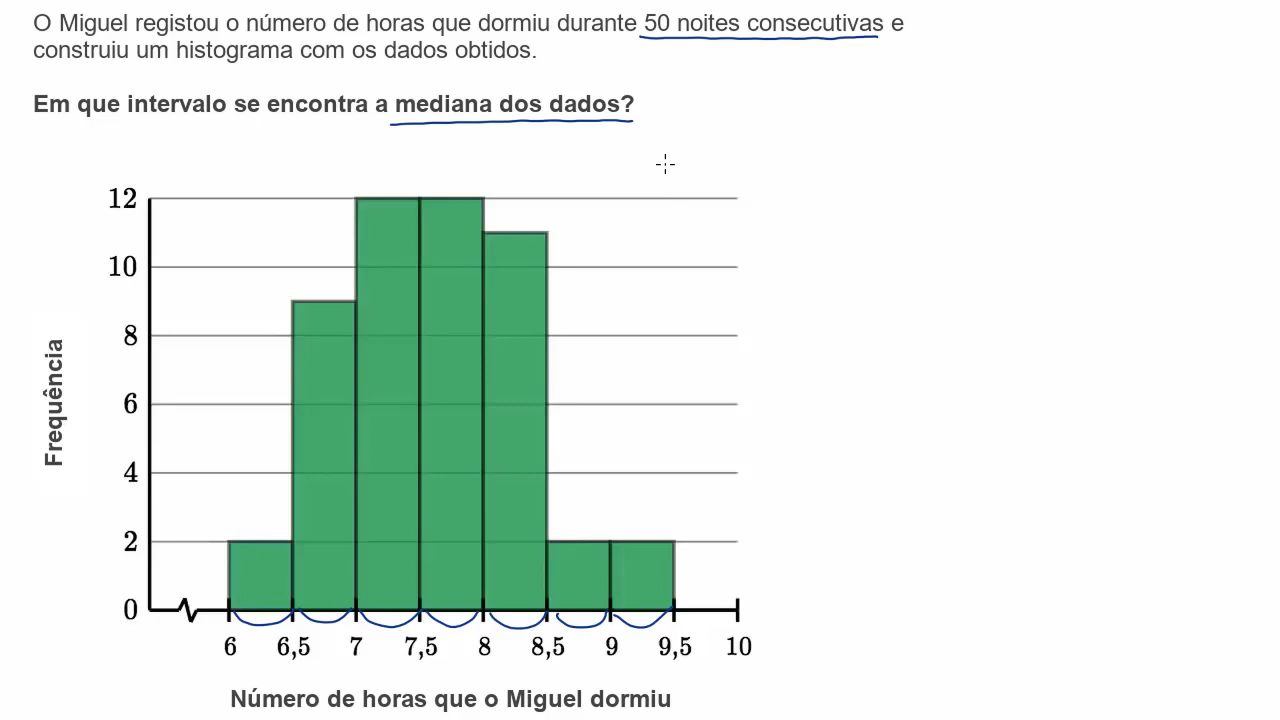 O Miguel registou o número de horas que dormiu durante 50 noites consecutivas e
construiu um histograma com os dados obtidos.
Em que intervalo se encontra a mediana dos dados?
12
10
8
6
4
2
0
Frequência
6 6,5 7 7,5 8 8,5 9 9,5 10
Número de horas que o Miguel dormiu